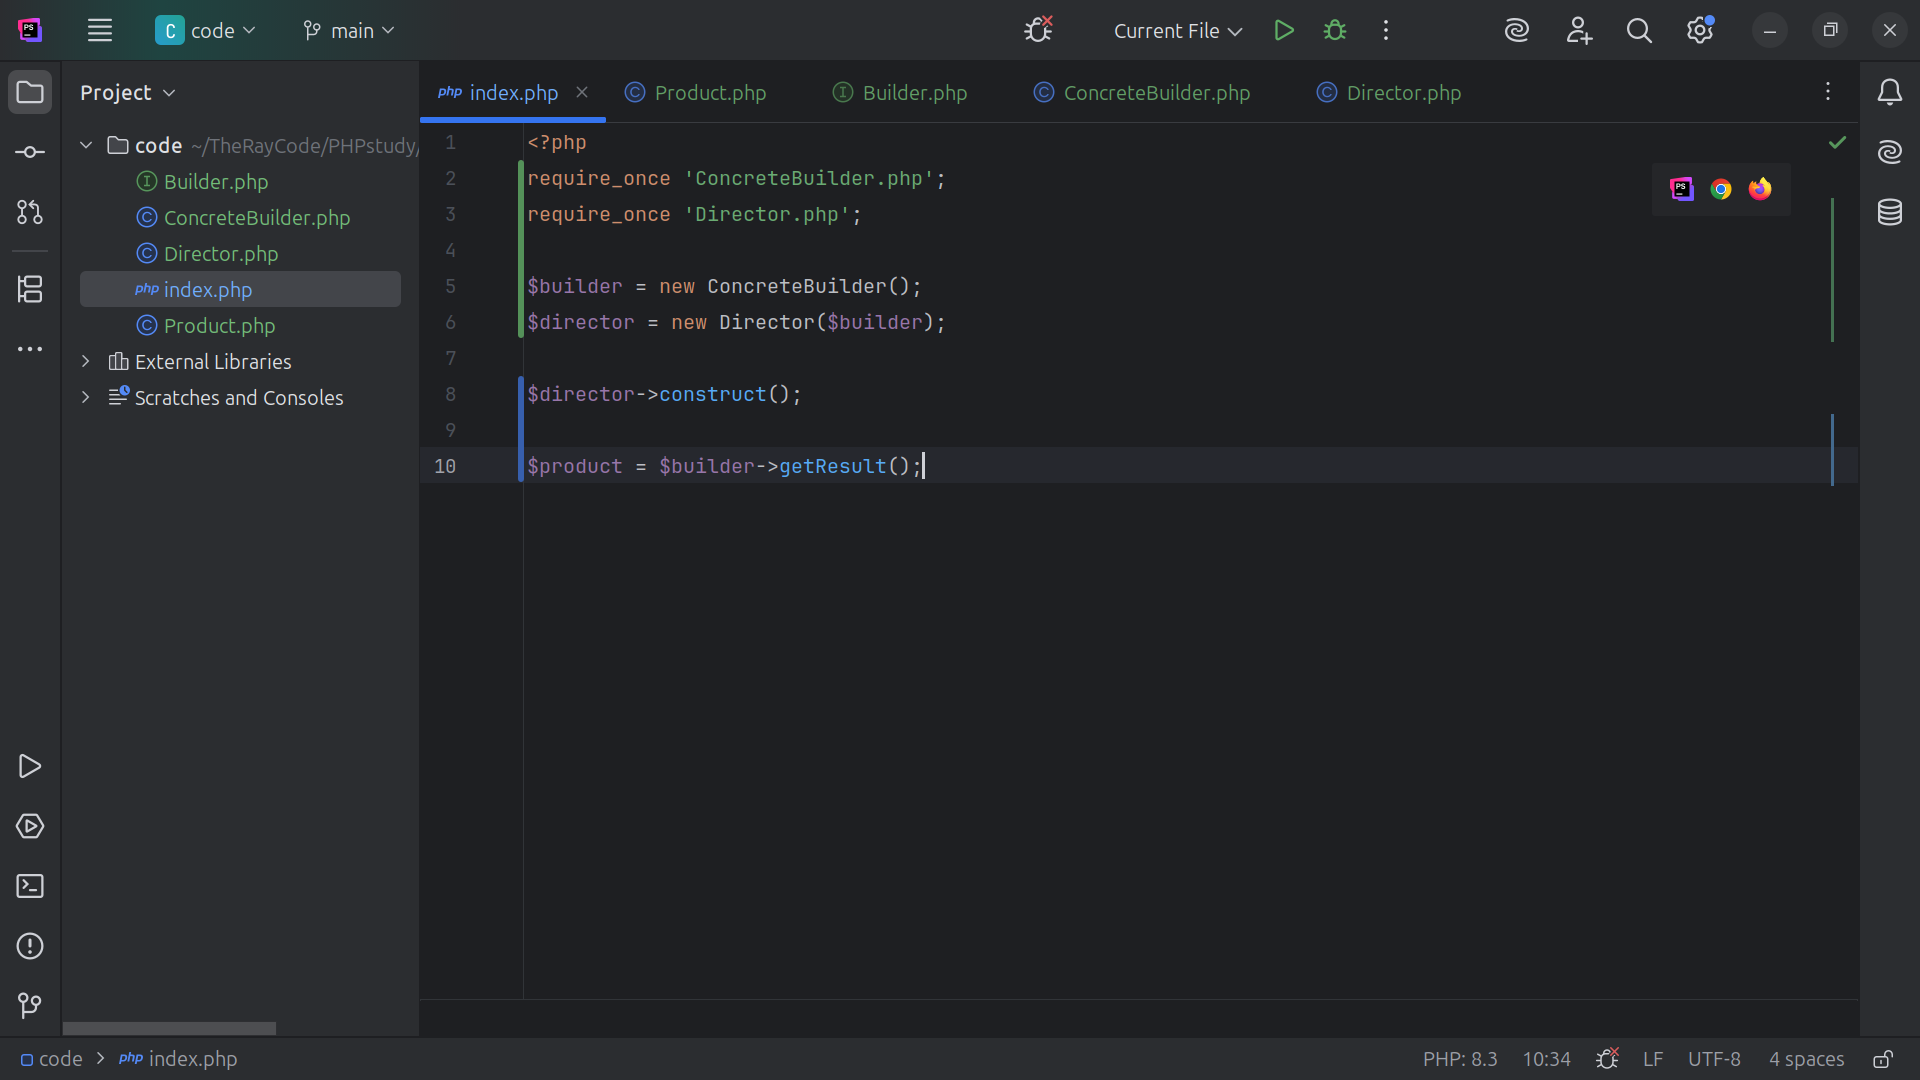 PS
C code
main
Current File
Project
code ~/TheRayCode/PHPstudy/
Builder.php
ConcreteBuilder.php
Director.php
php index.php
Product.php
External Libraries
Scratches and Consoles
php index.php
Product.php
Builder.php
ConcreteBuilder.php
Director.php
1 <?php
2 require_once 'ConcreteBuilder.php';
3 require_once 'Director.php';
4
5 $builder = new ConcreteBuilder();
6 $director = new Director($builder);
7
8 $director->construct();
9
10 $product = $builder->getResult();
code > php index.php
PHP: 8.3
10:34
LF
UTF-8
4 spaces